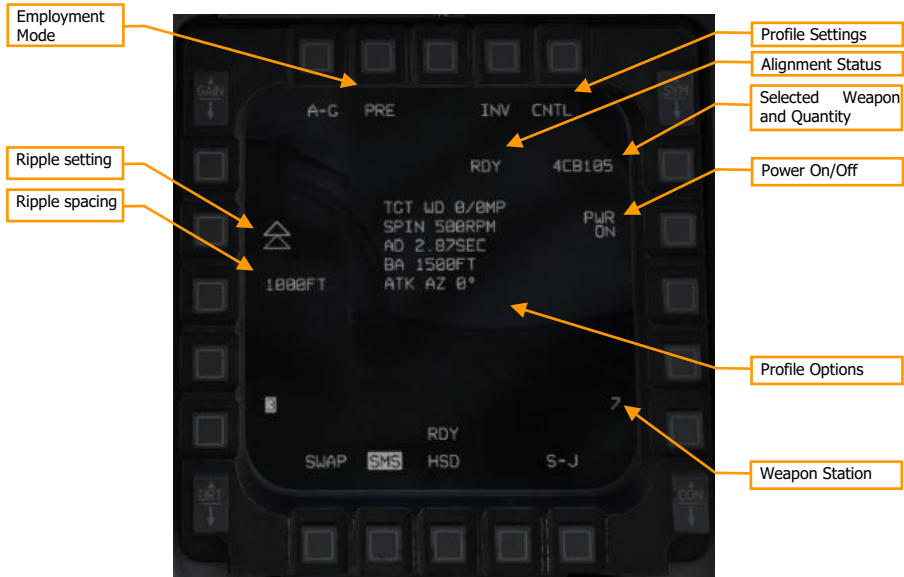 Employment
Mode
Profile Settings
Alignment Status
Selected Weapon
and Quantity
Power On/Off
Ripple setting
Ripple spacing
Profile Options
Weapon Station
GAIN
SYM
A-G PRE INV CNTL
RDY 4CB105
TGT WD 0/0MP
SPIN 500RPM
AD 2.87SEC
BA 1500FT
ATK AZ 0°
PWR
ON
1000FT
3 7
RDY
SWAP SMS HSD S-J
BRT
CON